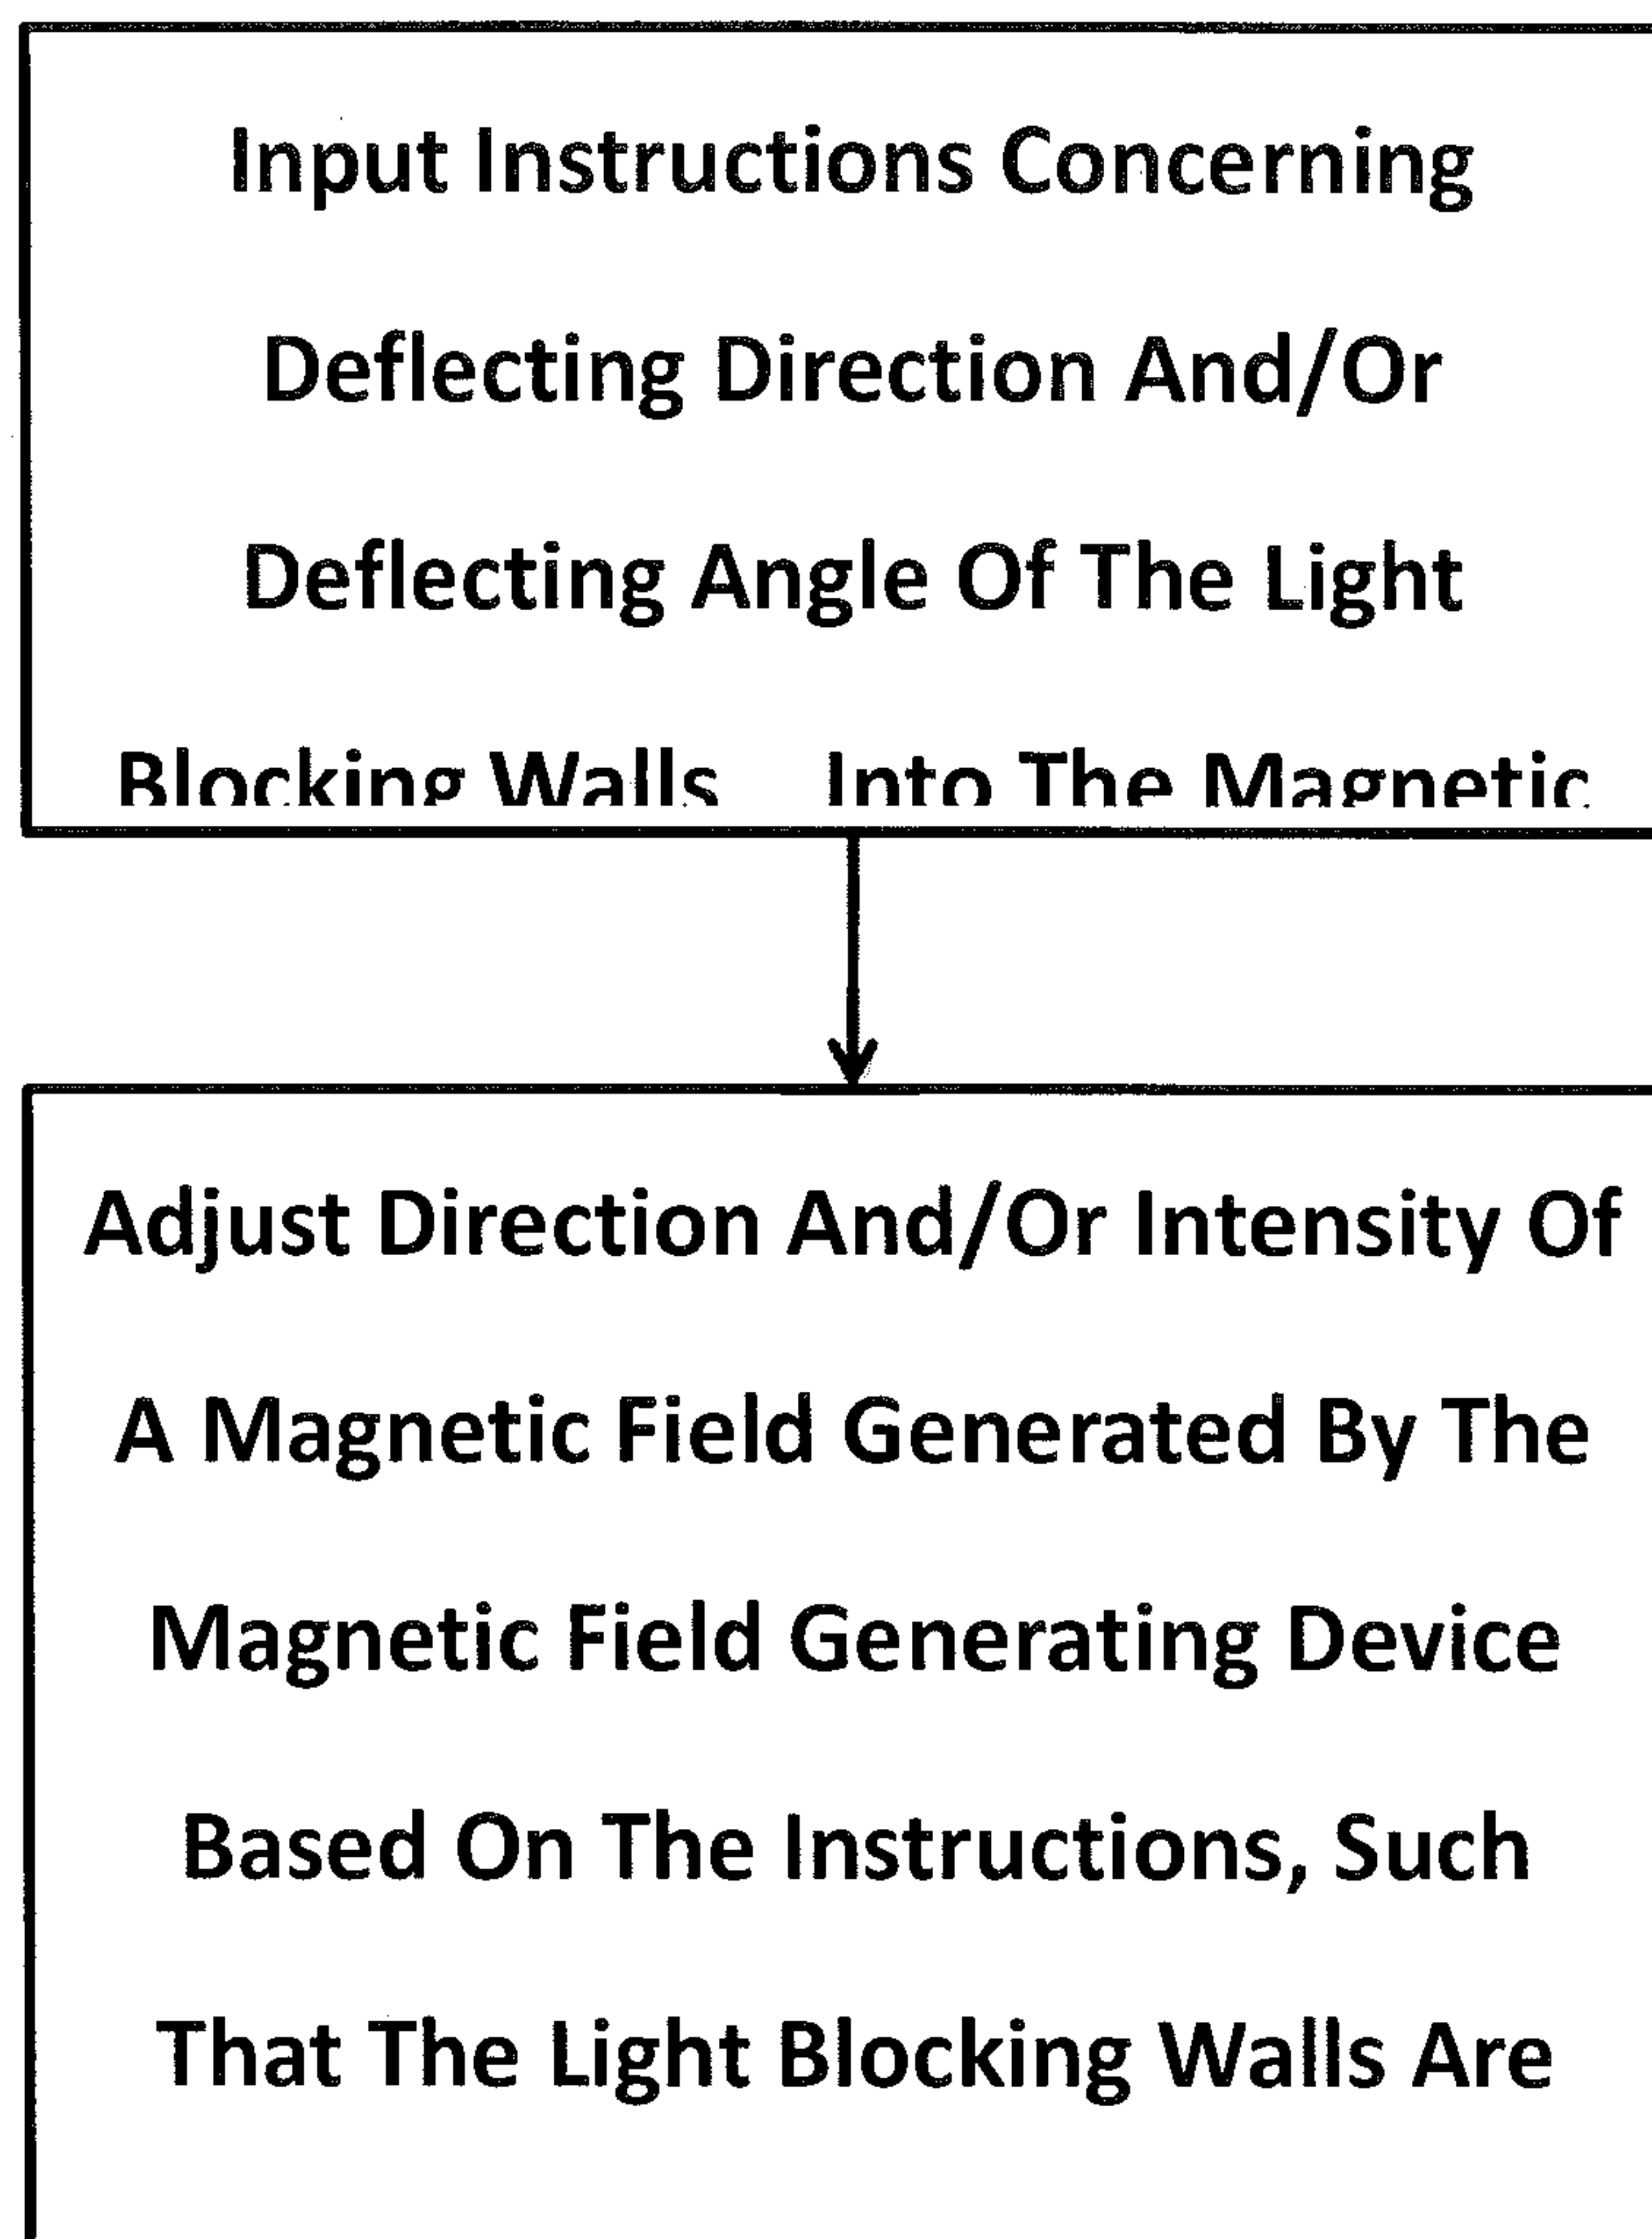 Input Instructions Concerning
Deflecting Direction And/Or
Deflecting Angle Of The Light
Blocking Walls Into The Magnetic
Adjust Direction And/Or Intensity Of
A Magnetic Field Generated By The
Magnetic Field Generating Device
Based On The Instructions, Such
That The Light Blocking Walls Are